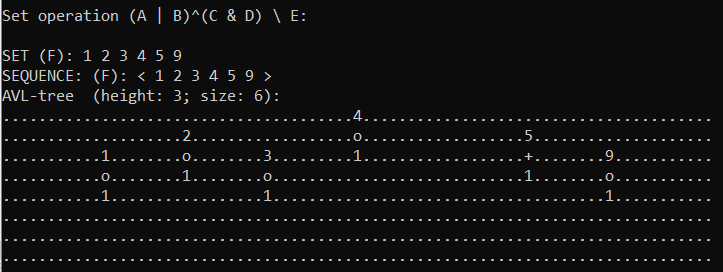 Set operation (A | B)^(C & D) \ E:
SET (F): 1 2 3 4 5 9
SEQUENCE: (F): < 1 2 3 4 5 9 >
AVL-tree  (height: 3; size: 6):
.......................................4.......................................
....................2..................o..................5....................
...........1........o........3.........1..................+........9...........
...........o........1........o............................1........o...........
...........1.................1.....................................1...........
...............................................................................
...............................................................................
...............................................................................